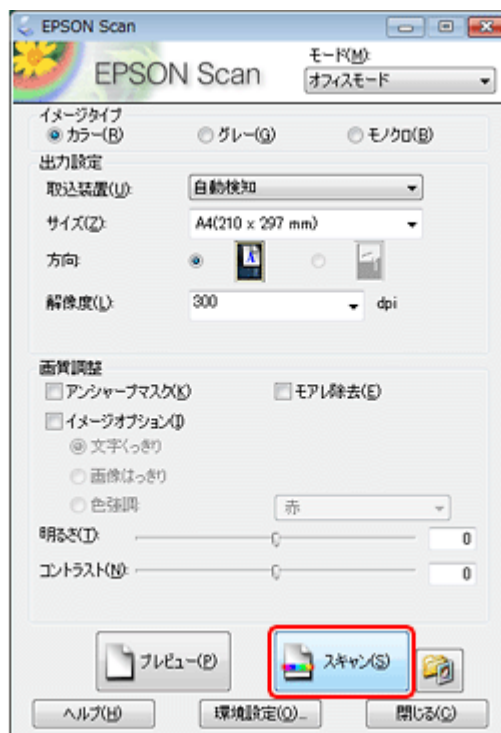 EPSON Scan
EPSON Scan
モード(M):
オフィスモード
イメージタイプ
カラー(R) グレー(G) モノクロ(B)
出力設定
取込装置(U): 自動検知
サイズ(Z): A4(210 x 297 mm)
方向:
解像度(L): 300 dpi
画質調整
アンシャープマスク(K) モアレ除去(E)
イメージオプション(I)
文字くっきり
画像はっきり
色強調: 赤
明るさ(T): 0
コントラスト(N): 0
プレビュー(P) スキャン(S)
ヘルプ(H) 環境設定(O)... 閉じる(C)